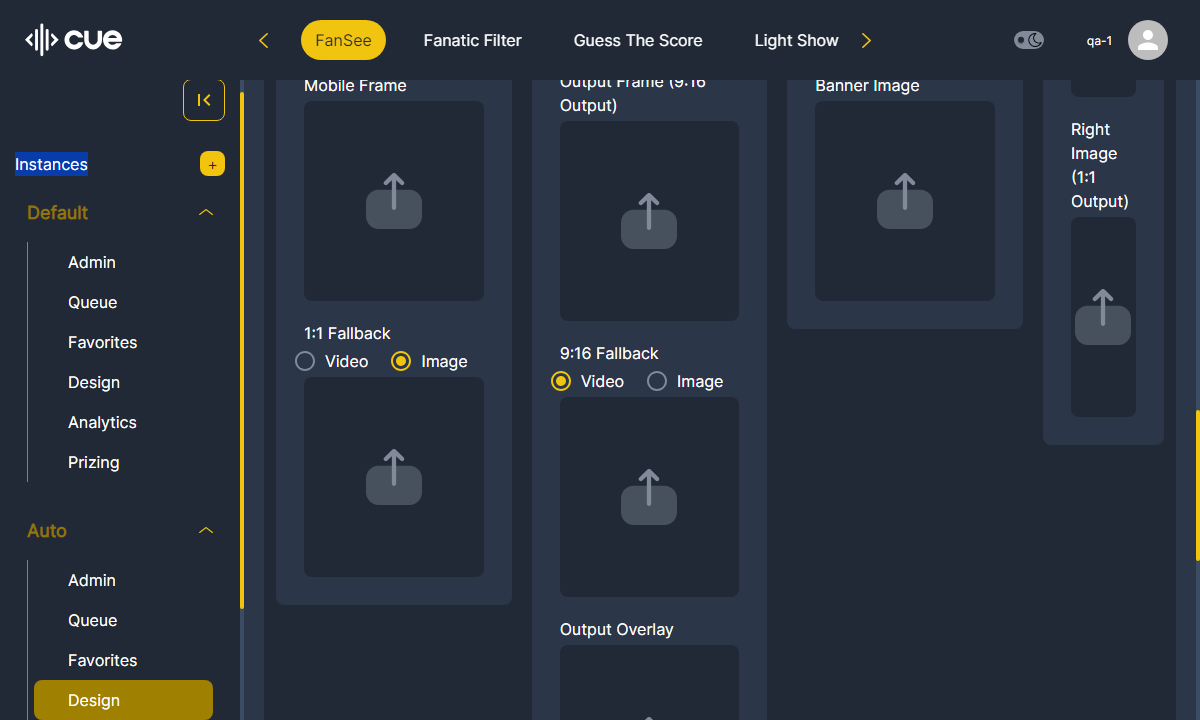 CUE
FanSee
Fanatic Filter
Guess The Score
Light Show
qa-1
Instances
+
Default
Admin
Queue
Favorites
Design
Analytics
Prizing
Auto
Admin
Queue
Favorites
Design
Mobile Frame
1:1 Fallback
Video
Image
Output Frame (9:16
Output)
9:16 Fallback
Video
Image
Output Overlay
Banner Image
Right
Image
(1:1
Output)